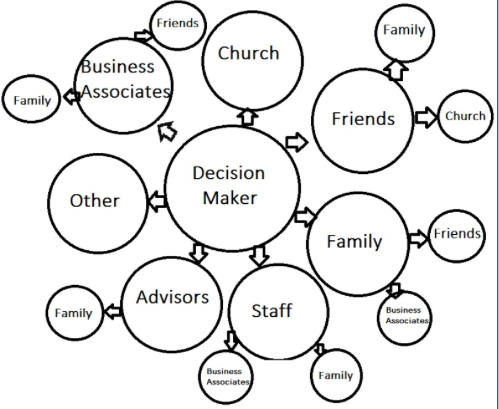 Friends
Business
Associates
Family
Church
Family
Friends
Church
Decision
Maker
Other
Family
Friends
Business
Associates
Advisors
Family
Staff
Business
Associates
Family